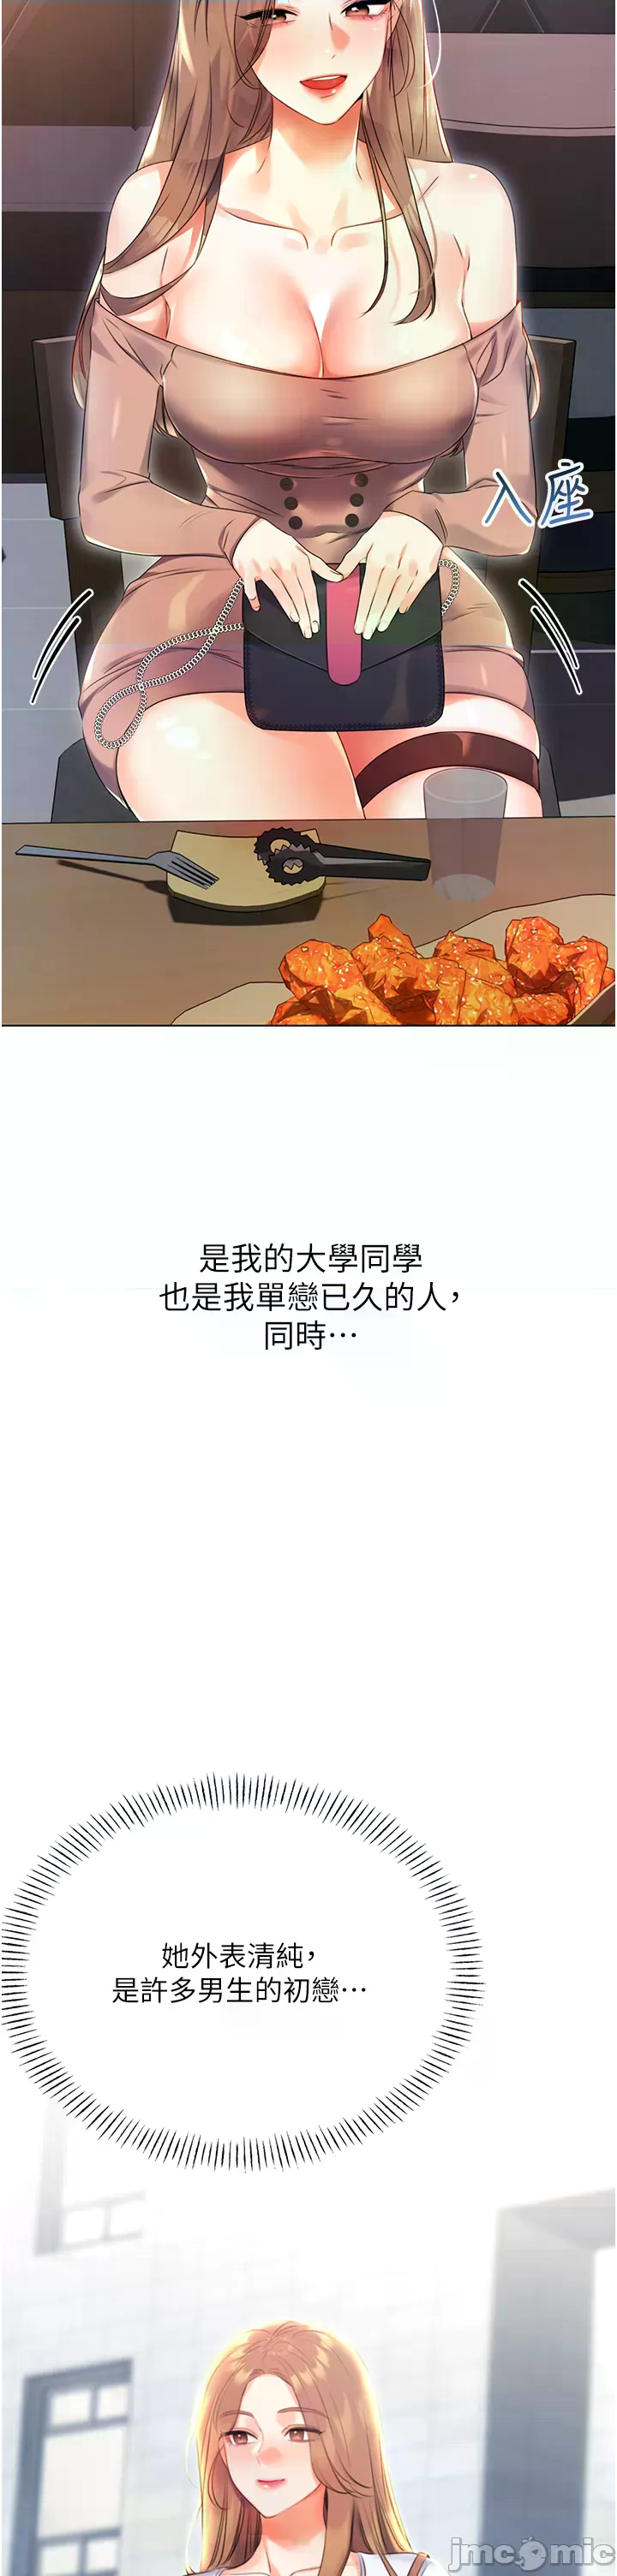 入座
是我的大學同學
也是我單戀已久的人，
同時⋯
她外表清純，
是許多男生的初戀⋯
jmcomic